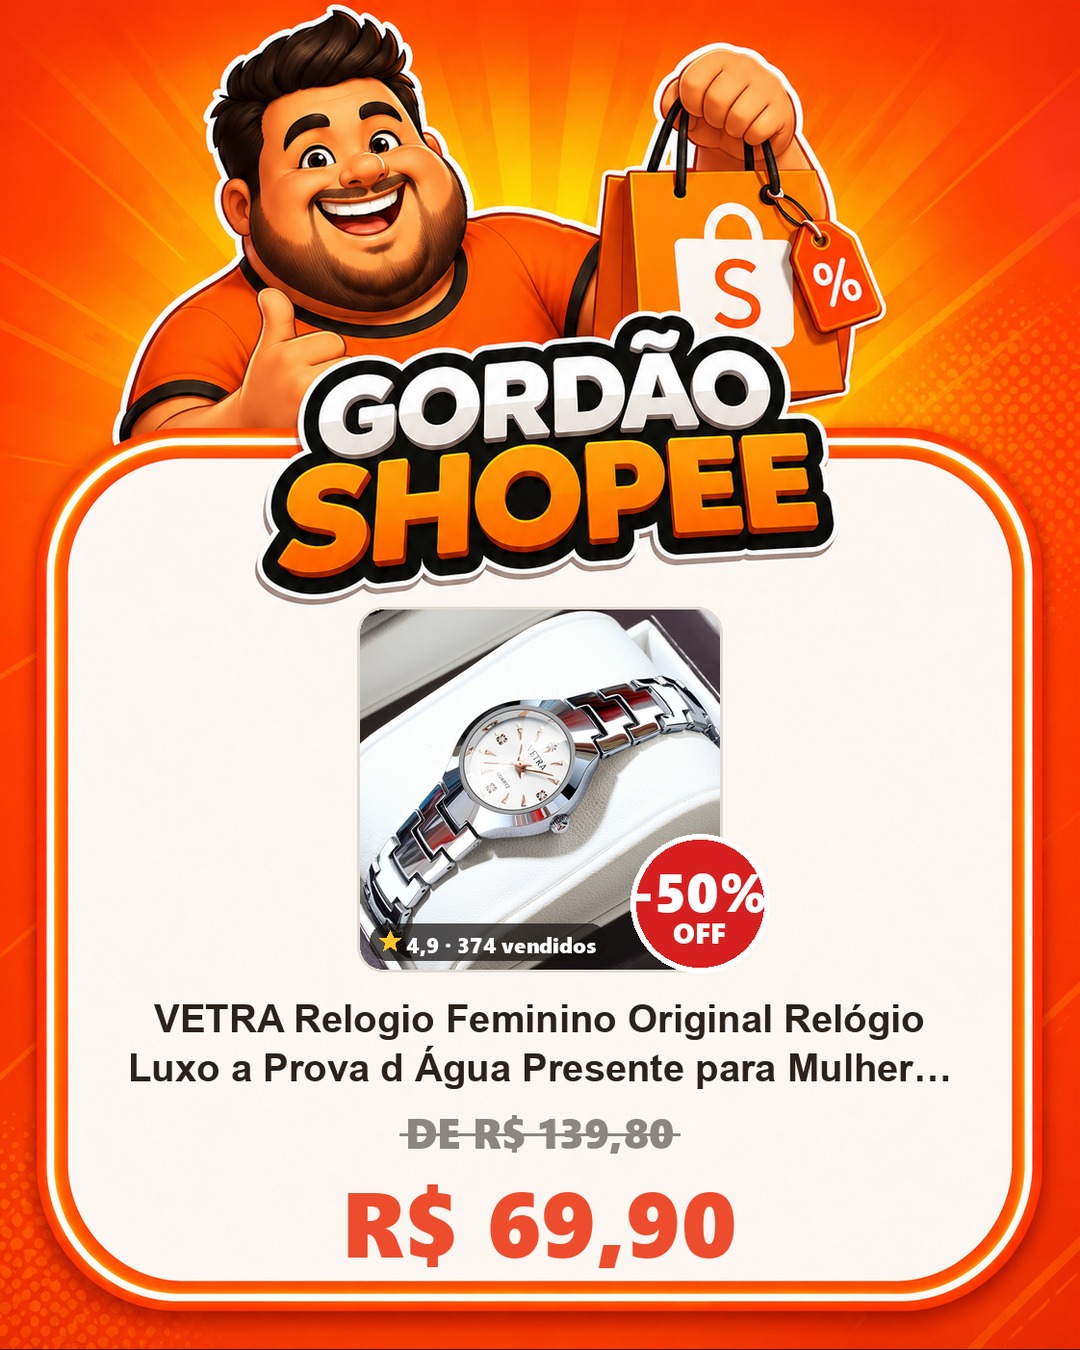 S
%
GORDÃO
SHOPEE
VETRA
QUARTZ
-50%
OFF
4,9 · 374 vendidos
VETRA Relogio Feminino Original Relógio
Luxo a Prova d Água Presente para Mulher...
DE R$ 139,80
R$ 69,90